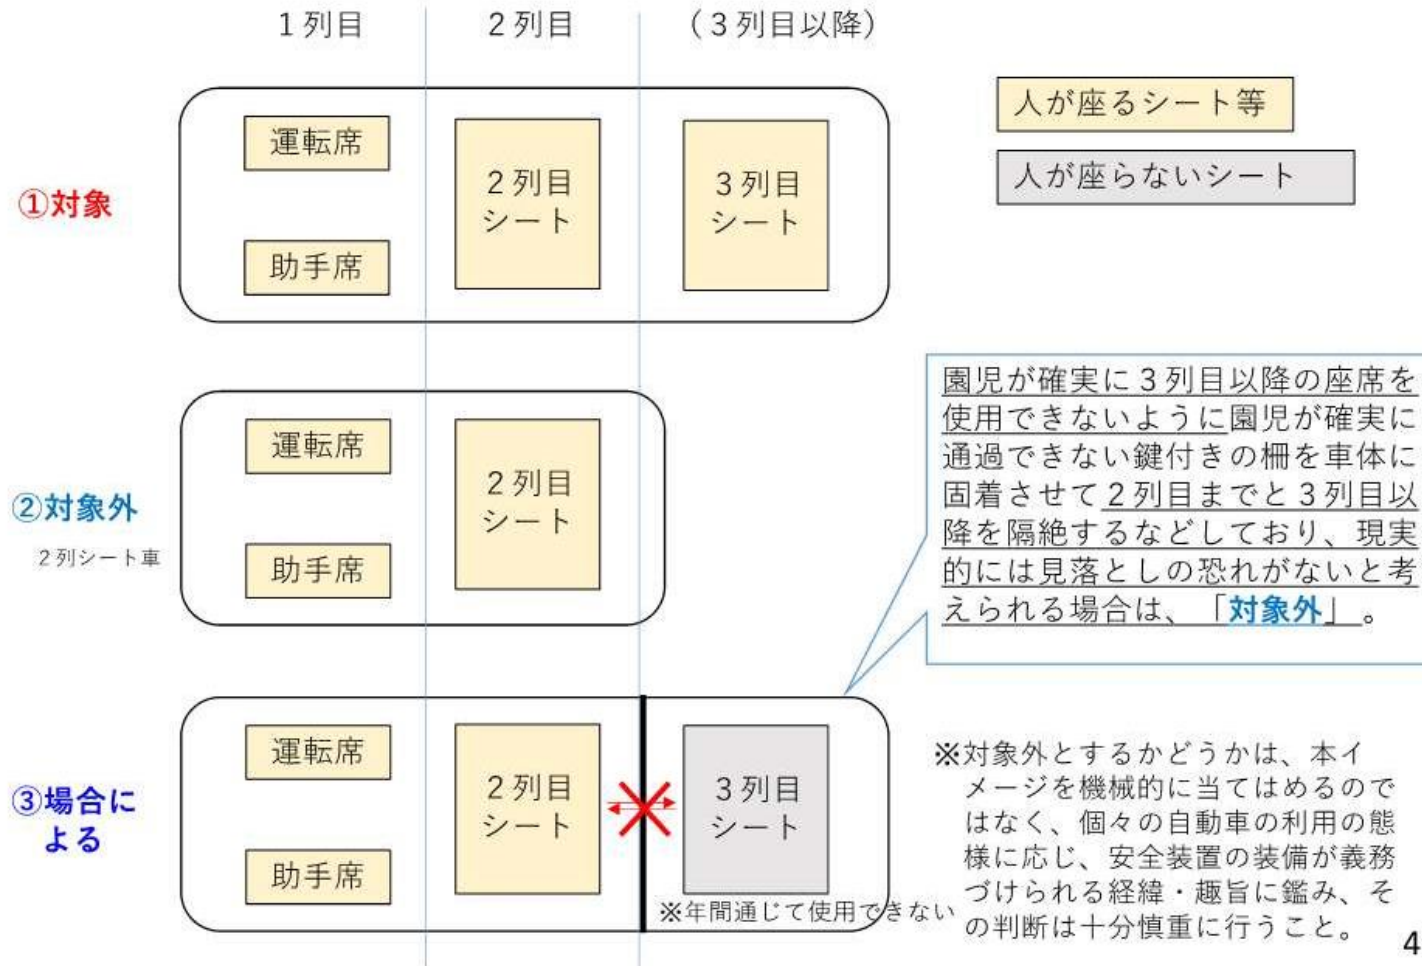 1列目
2列目
（3列目以降）
人が座るシート等
人が座らないシート
①対象
運転席
助手席
2列目
シート
3列目
シート
②対象外
2列シート車
運転席
助手席
2列目
シート
園児が確実に3列目以降の座席を
使用できないように園児が確実に
通過できない鍵付きの柵を車体に
固着させて2列目までと3列目以
降を隔絶するなどしており、現実
的には見落としの恐れがないと考
えられる場合は、「対象外」。
③場合に
よる
運転席
助手席
2列目
シート
3列目
シート
※年間通じて使用できない
※対象外とするかどうかは、本イ
メージを機械的に当てはめるので
はなく、個々の自動車の利用の態
様に応じ、安全装置の装備が義務
づけられる経緯・趣旨に鑑み、そ
の判断は十分慎重に行うこと。
4